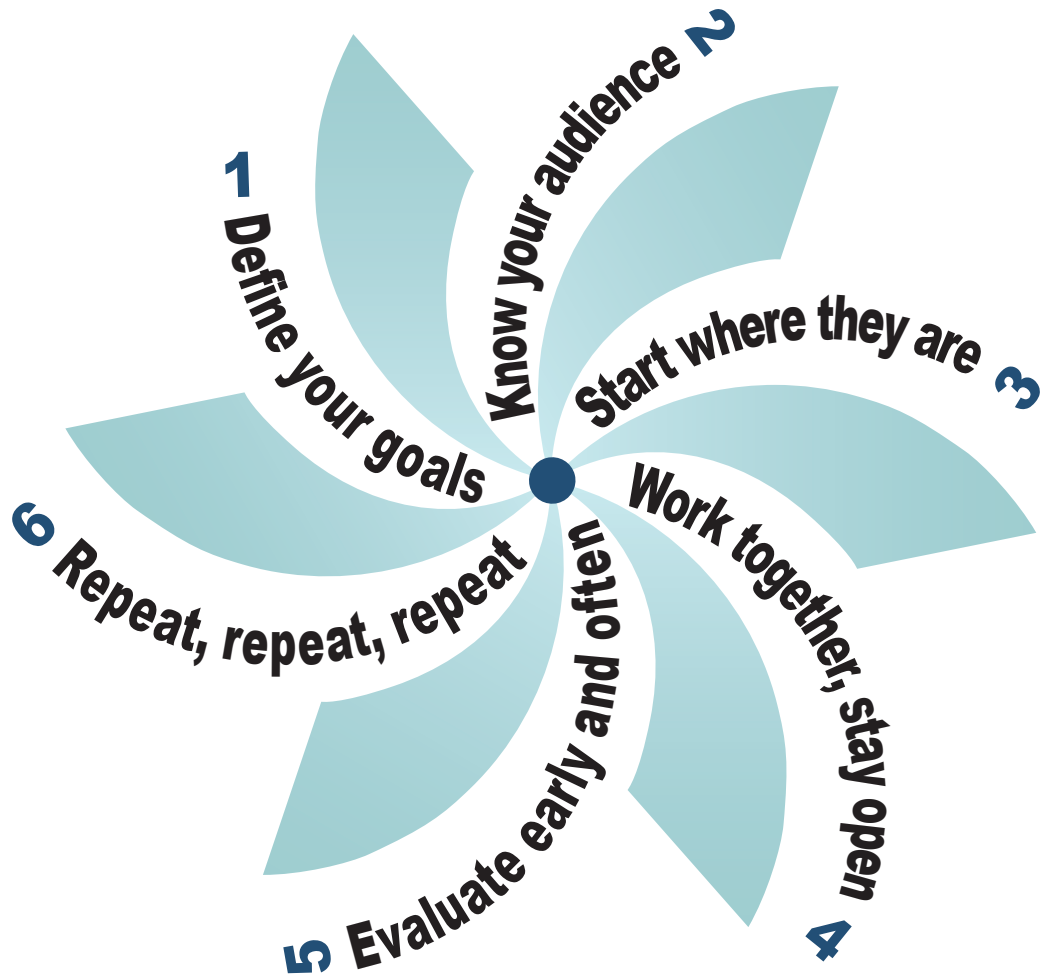 1 Define your goals
Know your audience 2
Start where they are 3
Work together, stay open 4
5 Evaluate early and often
6 Repeat, repeat, repeat